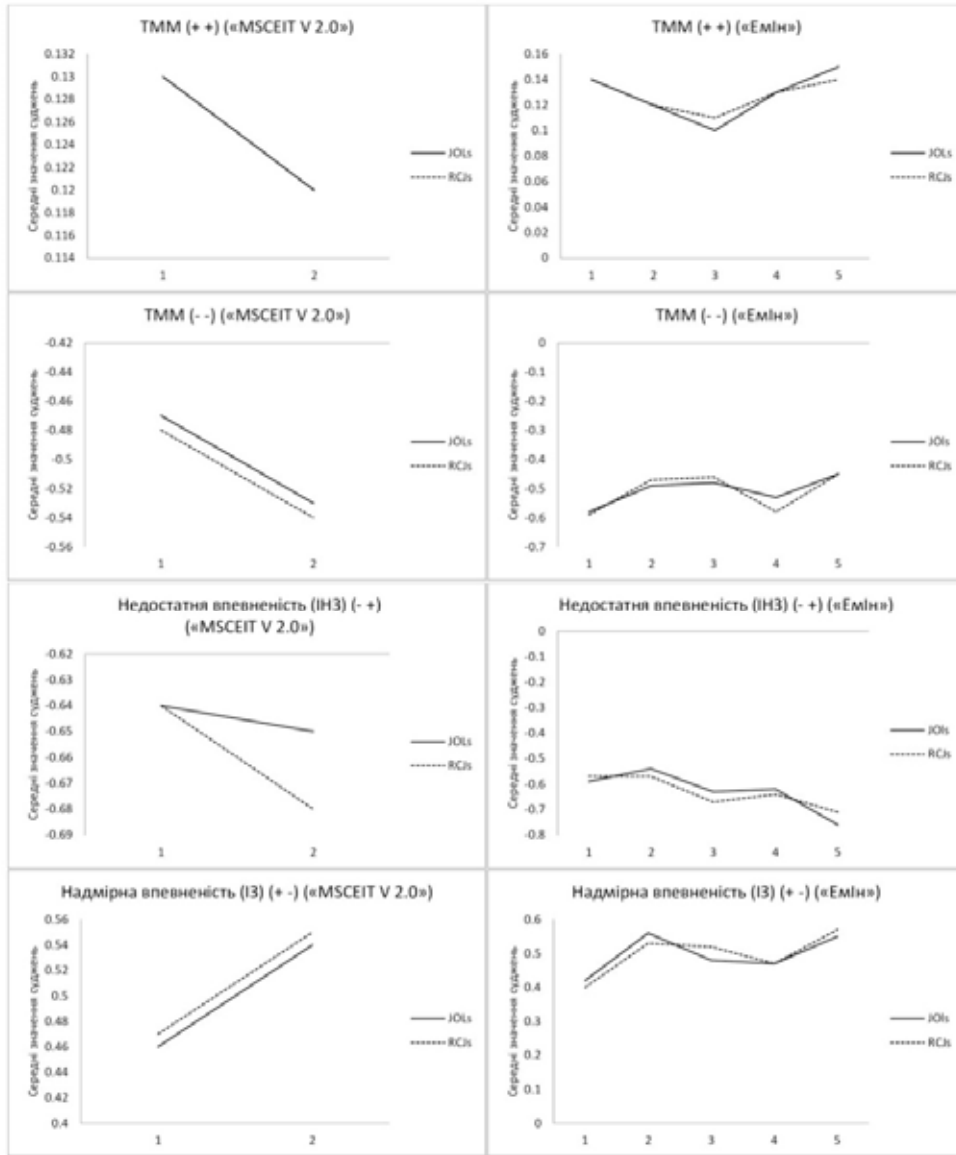 ТММ (+ +) («MSCEIT V 2.0»)
Середні значення суджень
0.132
0.13
0.128
0.126
0.124
0.122
0.12
0.118
0.116
0.114
1
2
JOLs
RCJs
ТММ (+ +) («ЕмІн»)
Середні значення суджень
0.16
0.14
0.12
0.1
0.08
0.06
0.04
0.02
0
1
2
3
4
5
JOLs
RCJs
ТММ (- -) («MSCEIT V 2.0»)
Середні значення суджень
-0.42
-0.44
-0.46
-0.48
-0.5
-0.52
-0.54
-0.56
1
2
JOLs
RCJs
ТММ (- -) («ЕмІн»)
Середні значення суджень
0
-0.1
-0.2
-0.3
-0.4
-0.5
-0.6
-0.7
1
2
3
4
5
JOls
RCJs
Недостатня впевненість (ІНЗ) (- +)
(«MSCEIT V 2.0»)
Середні значення суджень
-0.62
-0.63
-0.64
-0.65
-0.66
-0.67
-0.68
-0.69
1
2
JOLs
RCJs
Недостатня впевненість (ІНЗ) (- +) («ЕмІн»)
Середні значення суджень
0
-0.1
-0.2
-0.3
-0.4
-0.5
-0.6
-0.7
-0.8
1
2
3
4
5
JOls
RCJs
Надмірна впевненість (ІЗ) (+ -) («MSCEIT V 2.0»)
Середні значення суджень
0.56
0.54
0.52
0.5
0.48
0.46
0.44
0.42
0.4
1
2
JOLs
RCJs
Надмірна впевненість (ІЗ) (+ -) («ЕмІн»)
Середні значення суджень
0.6
0.5
0.4
0.3
0.2
0.1
0
1
2
3
4
5
JOls
RCJs